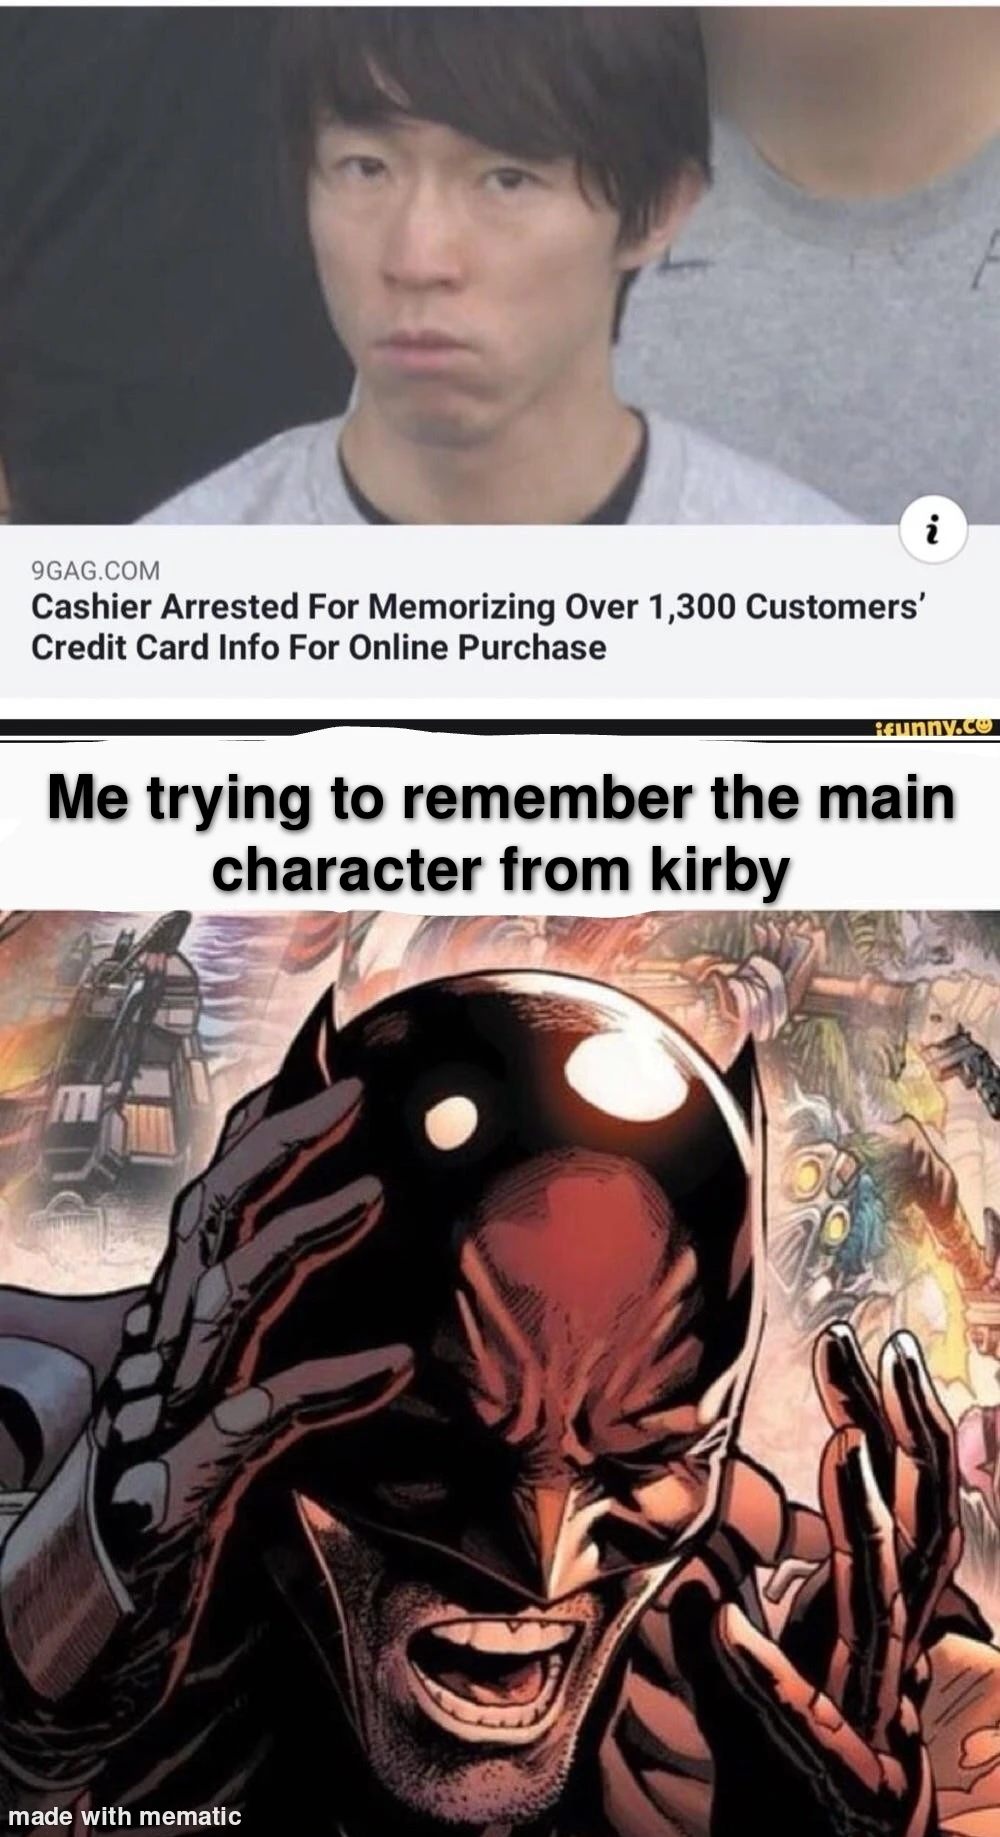 9GAG.COM
Cashier Arrested For Memorizing Over 1,300 Customers’
Credit Card Info For Online Purchase
ifunny.co
Me trying to remember the main
character from kirby
made with mematic